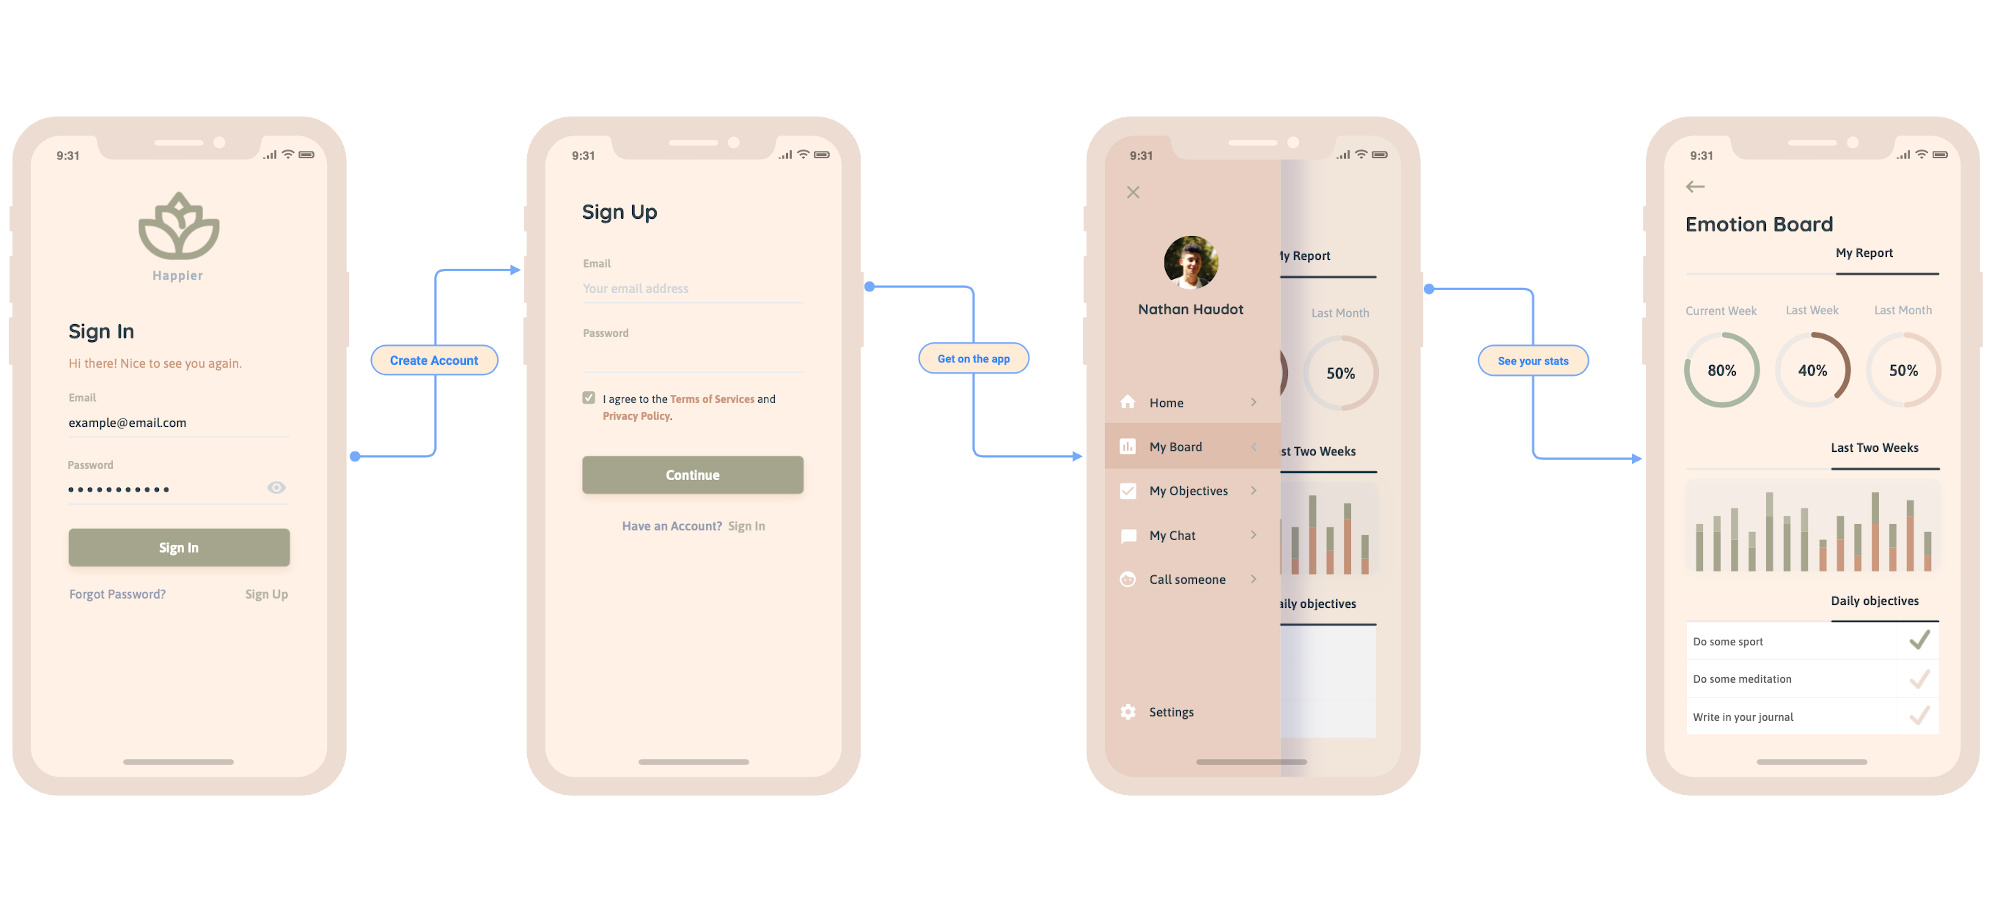 9:31
Happier
Sign In
Hi there! Nice to see you again.
Email
example@email.com
Password
Sign In
Forgot Password?
Sign Up
Create Account
9:31
Sign Up
Email
Your email address
Password
I agree to the Terms of Services and
Privacy Policy.
Continue
Have an Account? Sign In
Get on the app
9:31
Nathan Haudot
Home
My Board
My Objectives
My Chat
Call someone
Settings
My Report
Last Month
50%
st Two Weeks
aily objectives
See your stats
9:31
Emotion Board
My Report
Current Week
Last Week
Last Month
80%
40%
50%
Last Two Weeks
Daily objectives
Do some sport
Do some meditation
Write in your journal